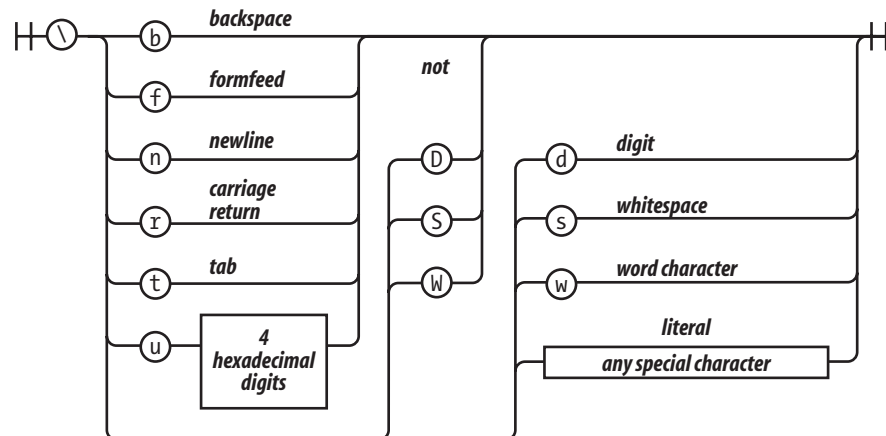 \
b backspace
f formfeed
n newline
r carriage
return
t tab
u 4
hexadecimal
digits
not
D
S
W
d digit
s whitespace
w word character
literal
any special character